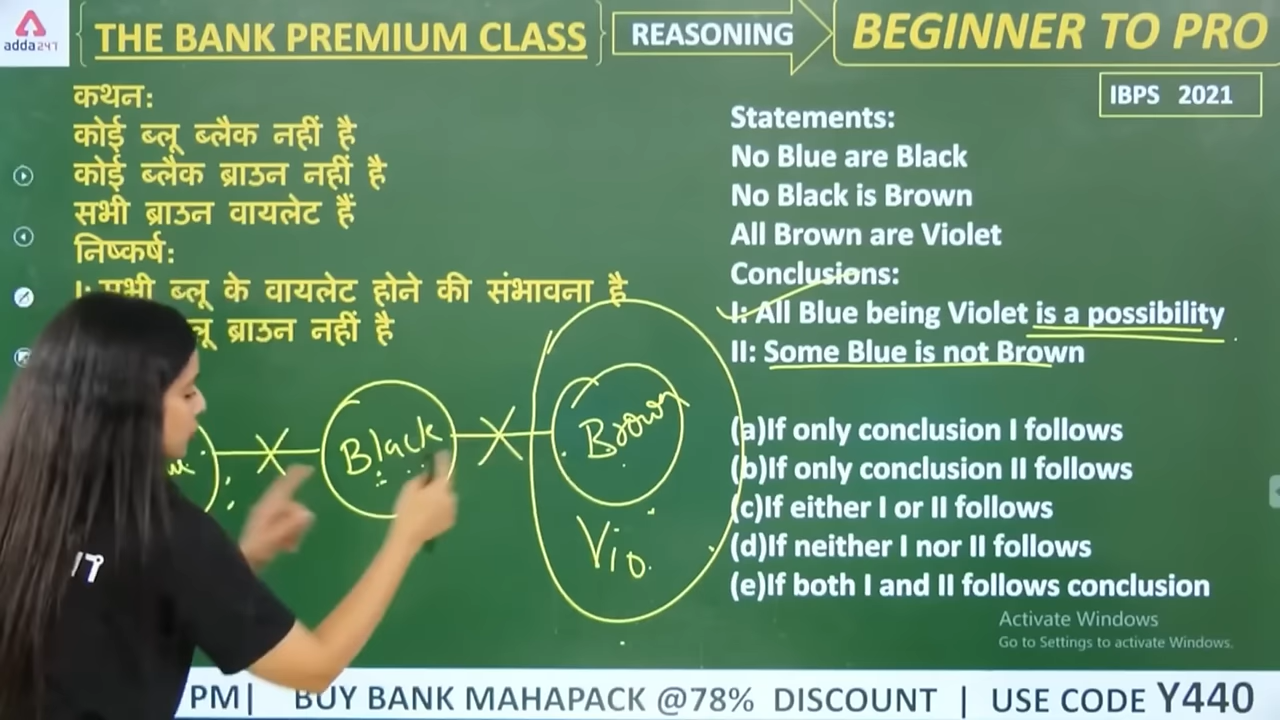 adda247
THE BANK PREMIUM CLASS
REASONING
BEGINNER TO PRO
IBPS 2021
कथन:
कोई ब्लू ब्लैक नहीं है
कोई ब्लैक ब्राउन नहीं है
सभी ब्राउन वायलेट हैं
निष्कर्ष:
I: सभी ब्लू के वायलेट होने की संभावना है
ब्राउन नहीं है
Statements:
No Blue are Black
No Black is Brown
All Brown are Violet
Conclusions:
I: All Blue being Violet is a possibility
II: Some Blue is not Brown
(a)If only conclusion I follows
(b)If only conclusion II follows
(c)If either I or II follows
(d)If neither I nor II follows
(e)If both I and II follows conclusion
Black
Brown
Vio.
Activate Windows
Go to Settings to activate Windows.
PM| BUY BANK MAHAPACK @78% DISCOUNT | USE CODE Y440